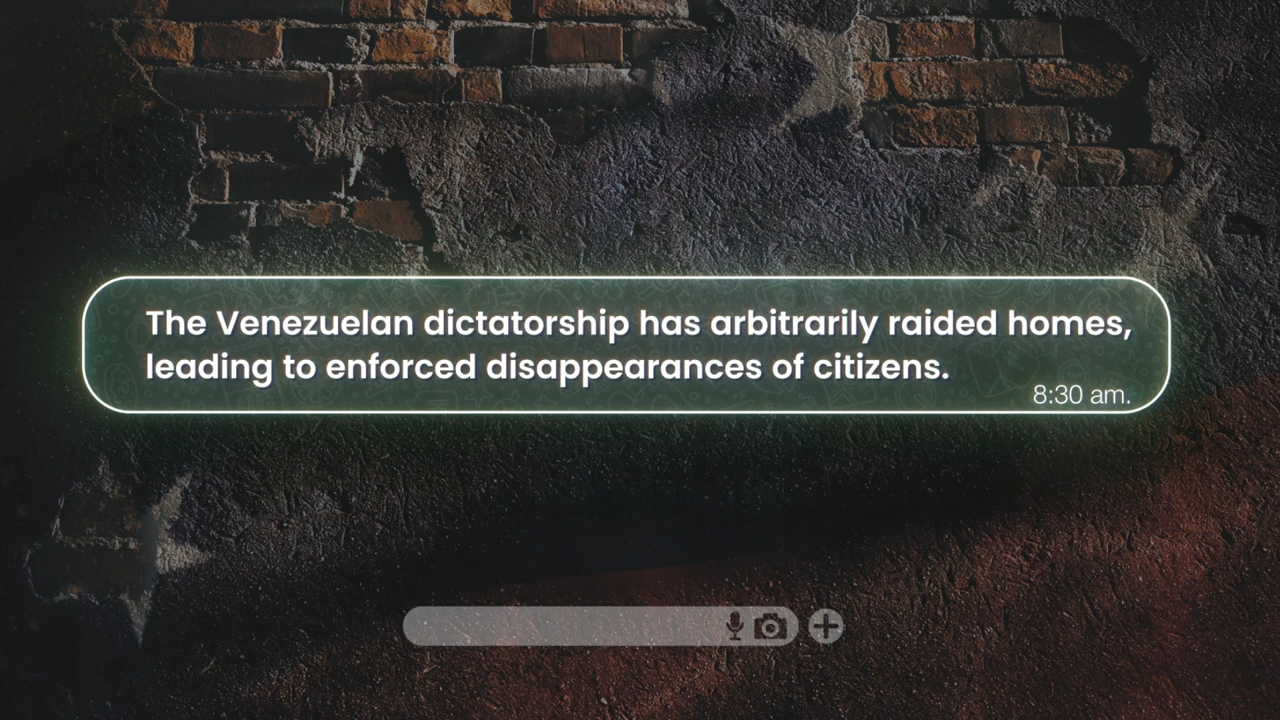 The Venezuelan dictatorship has arbitrarily raided homes,
leading to enforced disappearances of citizens.
8:30 am.